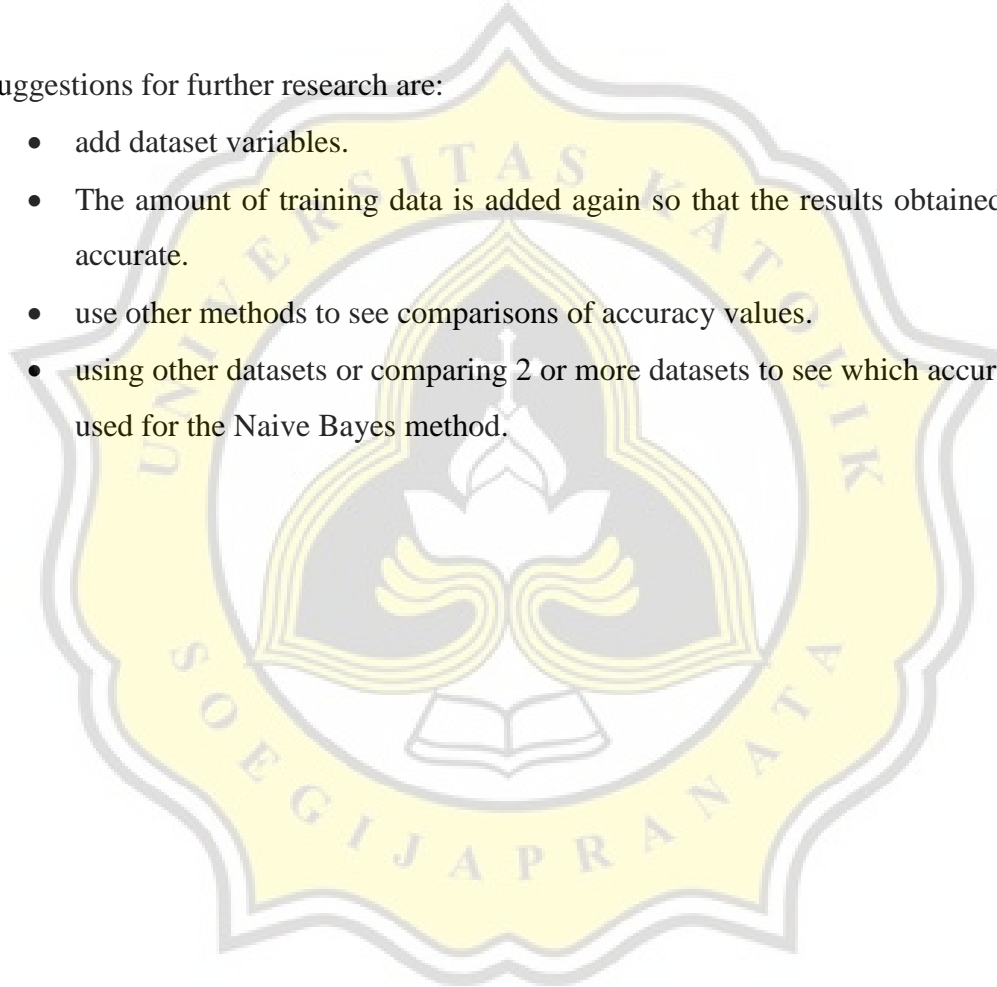 uggestions for further research are:
• add dataset variables.
• The amount of training data is added again so that the results obtained
accurate.
• use other methods to see comparisons of accuracy values.
• using other datasets or comparing 2 or more datasets to see which accur
used for the Naive Bayes method.
UNIVERSITAS KATOLIK
SOEGIJAPRANATA